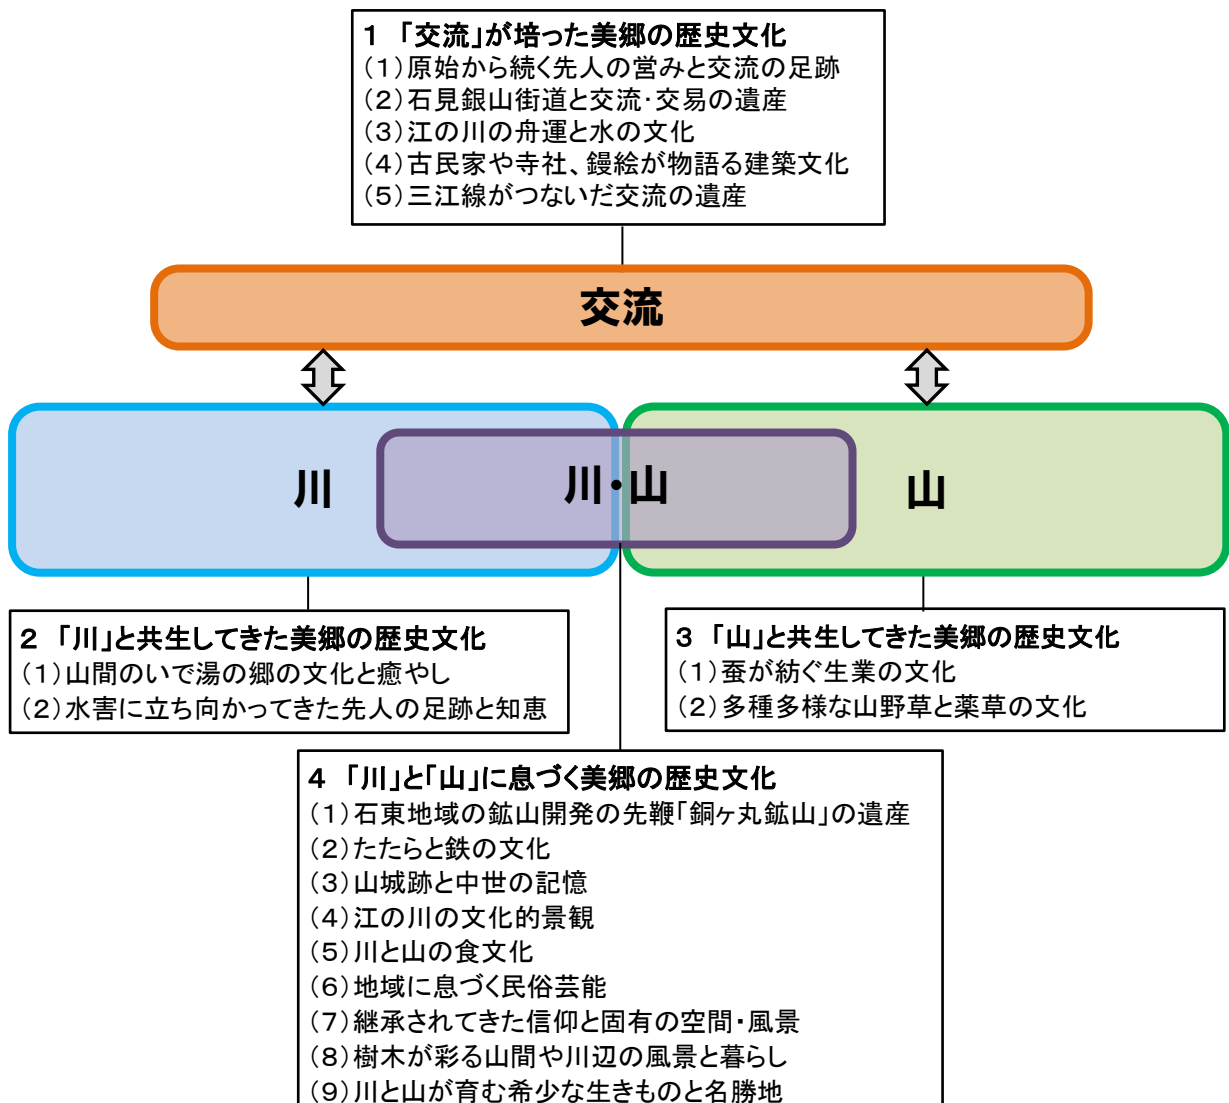 1 「交流」が培った美郷の歴史文化
(1)原始から続く先人の営みと交流の足跡
(2)石見銀山街道と交流・交易の遺産
(3)江の川の舟運と水の文化
(4)古民家や寺社、鏝絵が物語る建築文化
(5)三江線がつないだ交流の遺産
交流
川
川・山
山
2 「川」と共生してきた美郷の歴史文化
(1)山間のいで湯の郷の文化と癒やし
(2)水害に立ち向かってきた先人の足跡と知恵
3 「山」と共生してきた美郷の歴史文化
(1)蚕が紡ぐ生業の文化
(2)多種多様な山野草と薬草の文化
4 「川」と「山」に息づく美郷の歴史文化
(1)石東地域の鉱山開発の先鞭「銅ヶ丸鉱山」の遺産
(2)たたらと鉄の文化
(3)山城跡と中世の記憶
(4)江の川の文化的景観
(5)川と山の食文化
(6)地域に息づく民俗芸能
(7)継承されてきた信仰と固有の空間・風景
(8)樹木が彩る山間や川辺の風景と暮らし
(9)川と山が育む希少な生きものと名勝地